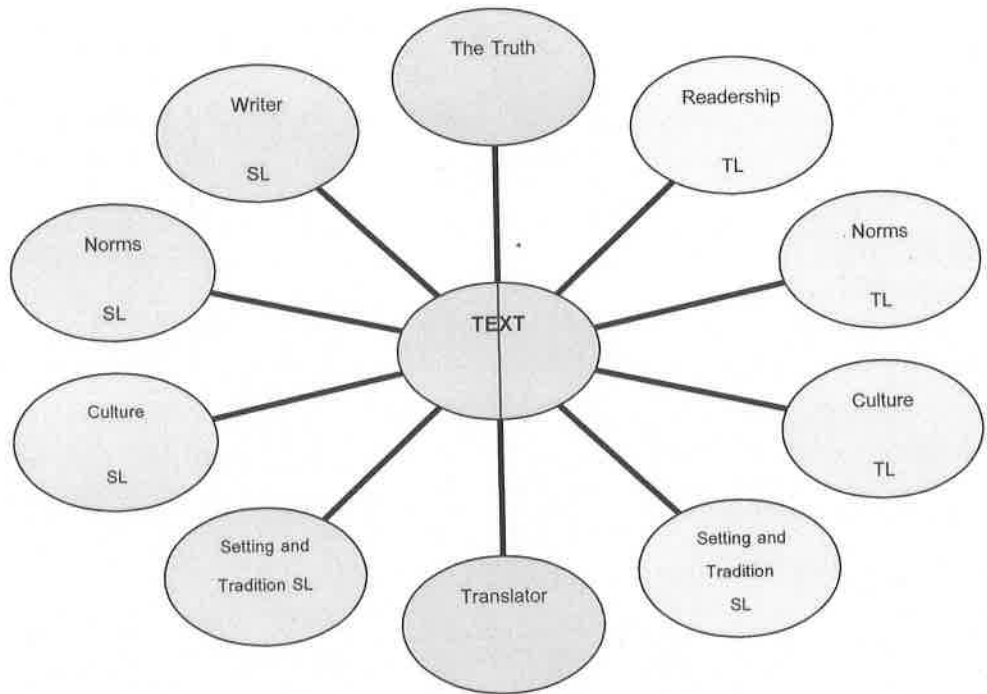 The Truth
Readership
TL
Writer
SL
Norms
SL
Norms
TL
TEXT
Culture
SL
Culture
TL
Setting and
Tradition SL
Translator
Setting and
Tradition
SL